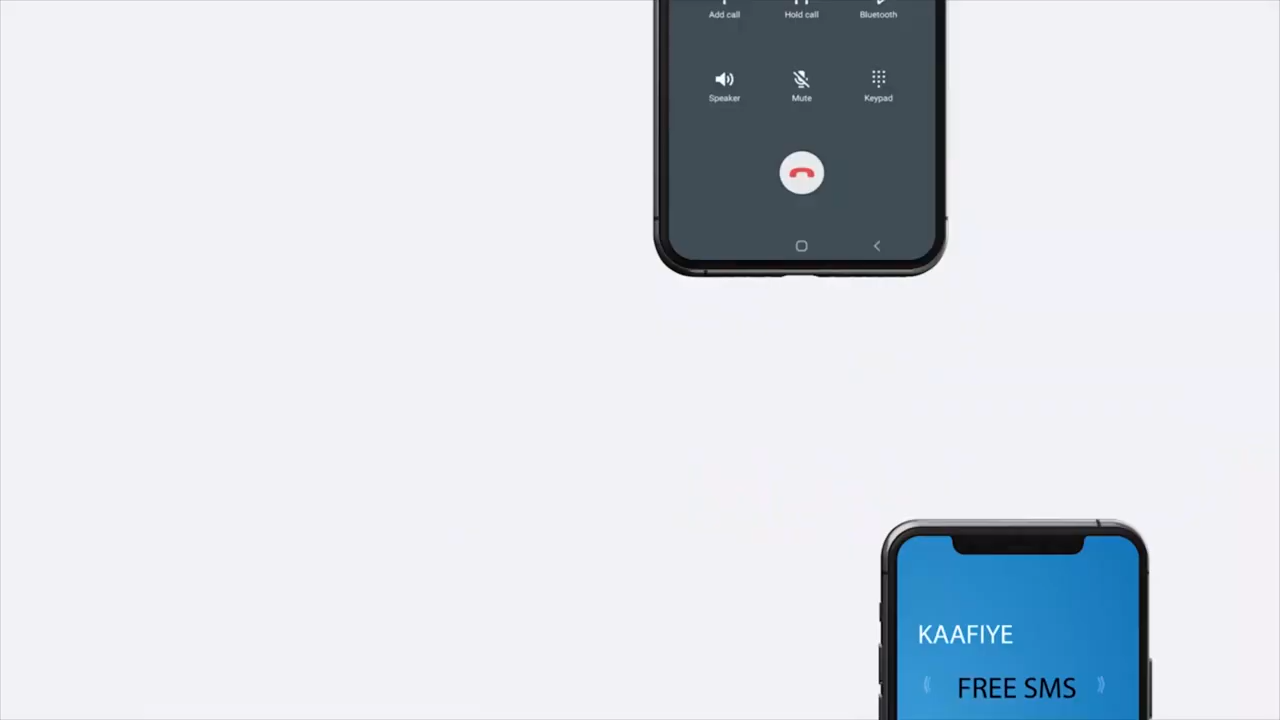 Add call Hold call Bluetooth
Speaker Mute Keypad
KAAFIYE
FREE SMS